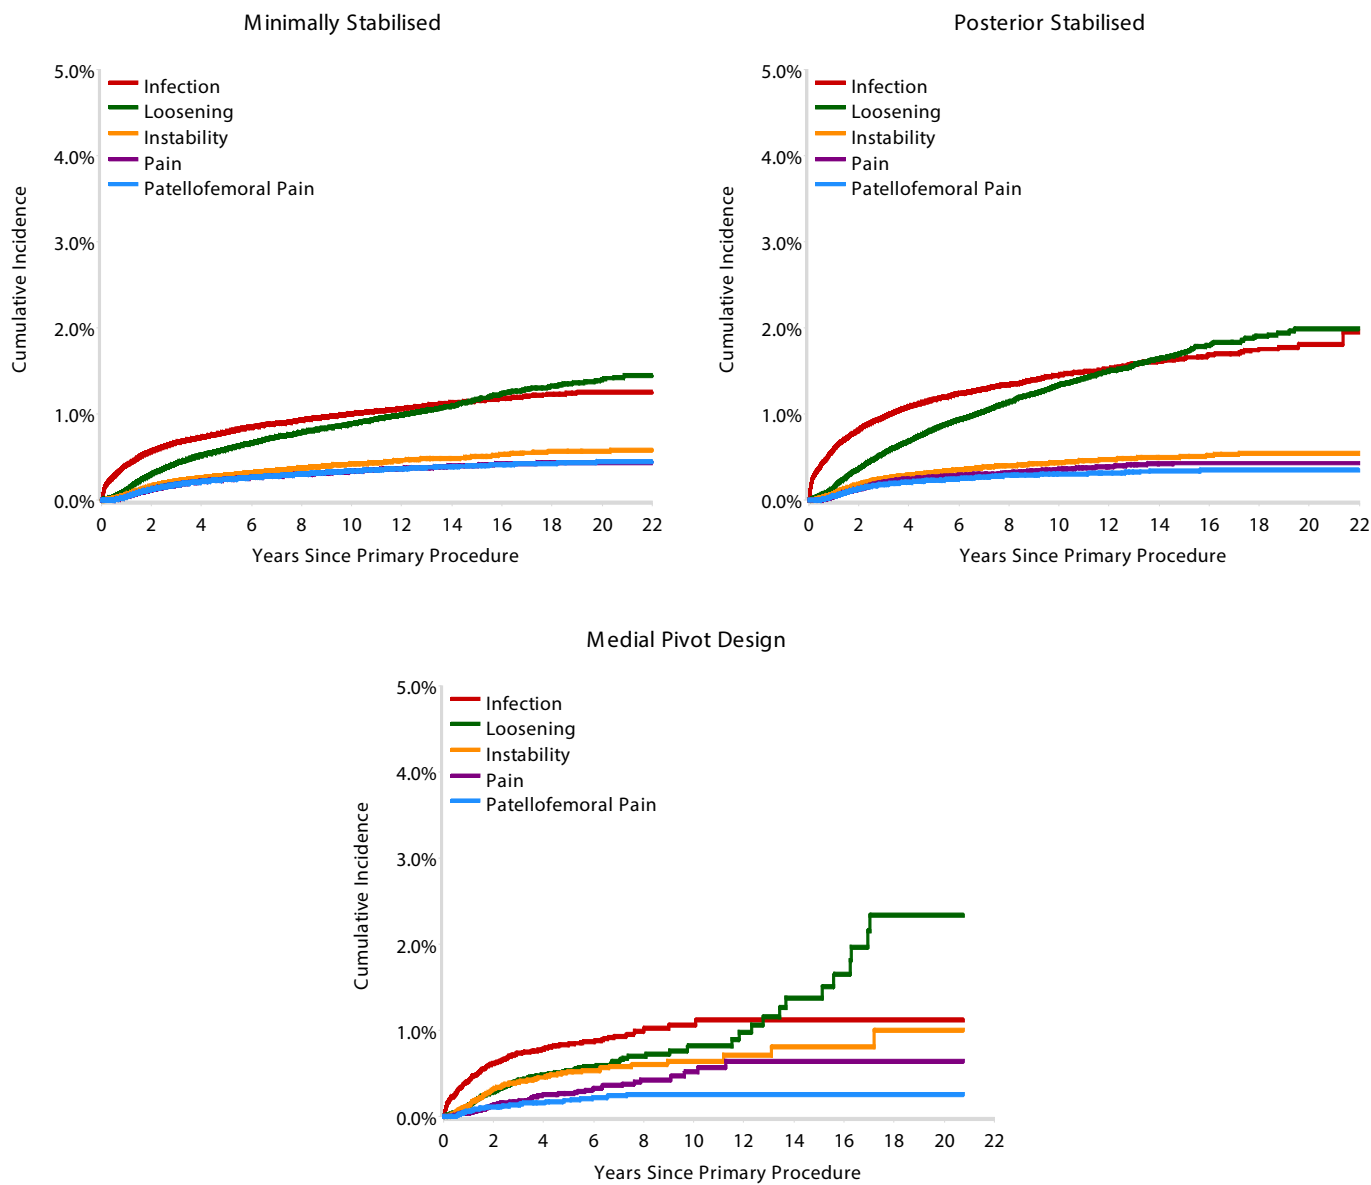 Minimally Stabilised
5.0%
4.0%
3.0%
2.0%
1.0%
0.0%
Cumulative Incidence
Infection
Loosening
Instability
Pain
Patellofemoral Pain
0 2 4 6 8 10 12 14 16 18 20 22
Years Since Primary Procedure
Posterior Stabilised
5.0%
4.0%
3.0%
2.0%
1.0%
0.0%
Cumulative Incidence
Infection
Loosening
Instability
Pain
Patellofemoral Pain
0 2 4 6 8 10 12 14 16 18 20 22
Years Since Primary Procedure
Medial Pivot Design
5.0%
4.0%
3.0%
2.0%
1.0%
0.0%
Cumulative Incidence
Infection
Loosening
Instability
Pain
Patellofemoral Pain
0 2 4 6 8 10 12 14 16 18 20 22
Years Since Primary Procedure